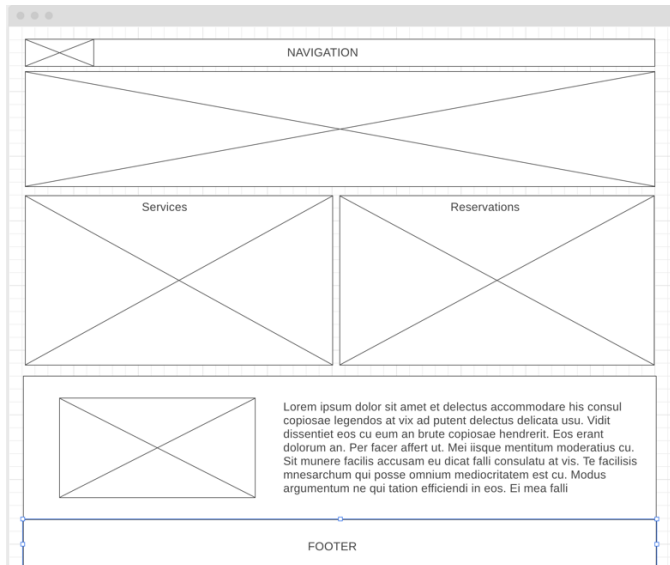 NAVIGATION
Services
Reservations
Lorem ipsum dolor sit amet et delectus accommodare his consul
copiosae legendos at vix ad putent delectus delicata usu. Vidit
dissentiet eos cu eum an brute copiosae hendrerit. Eos erant
dolorum an. Per facer affert ut. Mei iisque mentitum moderatius cu.
Sit munere facilis accusam eu dicat falli consulatu at vis. Te facilisis
mnesarchum qui posse omnium mediocritatem est cu. Modus
argumentum ne qui tation efficiendi in eos. Ei mea falli
FOOTER